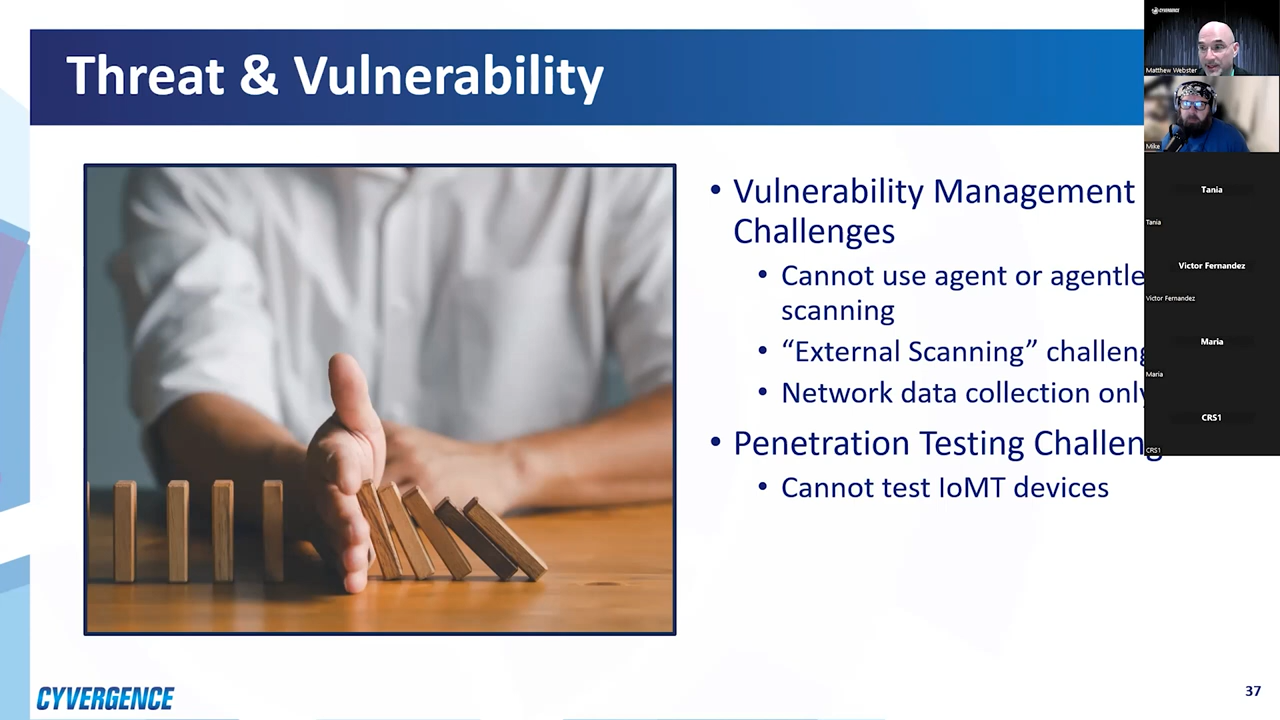 Threat & Vulnerability
• Vulnerability Management
Challenges
• Cannot use agent or agentle
scanning
• “External Scanning” challeng
• Network data collection only
• Penetration Testing Challeng
• Cannot test IoMT devices
CYVERGENCE
37
CYVERGENCE
Matthew Webster
Mike
Tania
Tania
Victor Fernandez
Victor Fernandez
Maria
Maria
CRS1
CRS1